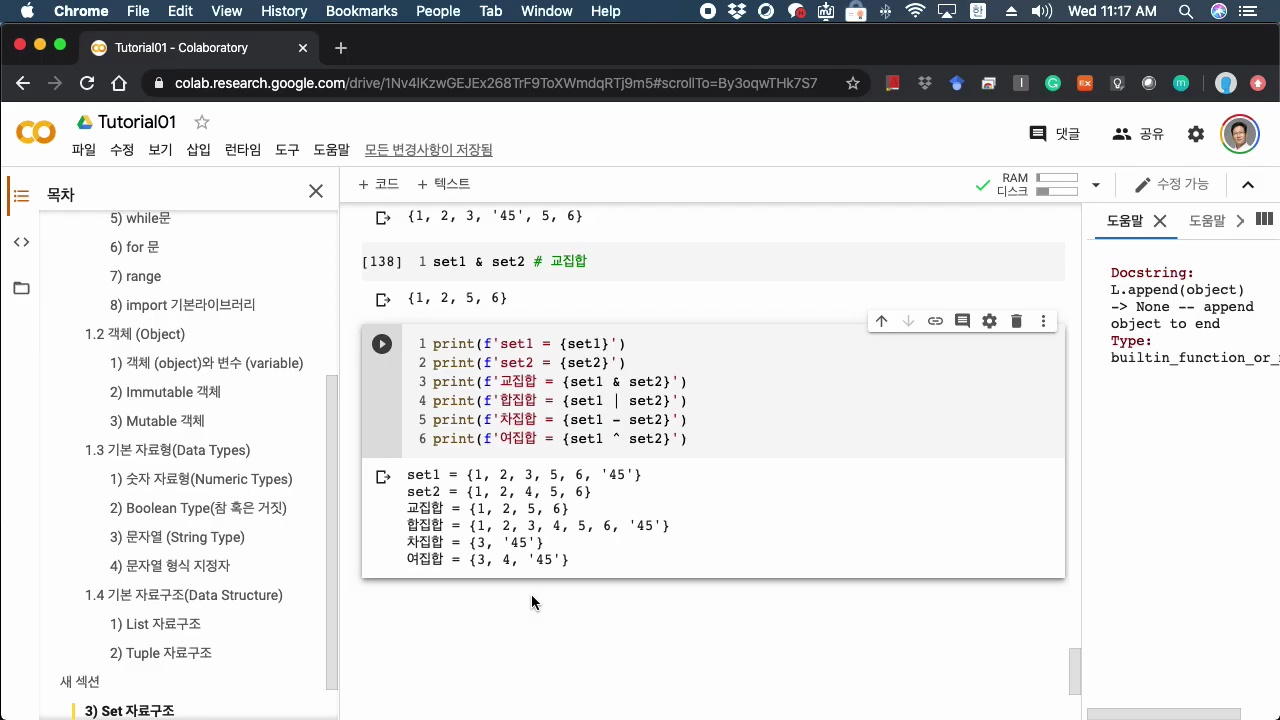 Chrome File Edit View History Bookmarks People Tab Window Help 한 Wed 11:17 AM
Tutorial01 - Colaboratory
colab.research.google.com/drive/1Nv4lKzwGEJEx268TrF9ToXWmdqRTj9m5#scrollTo=By3oqwTHk7S7
Tutorial01
댓글 공유
파일 수정 보기 삽입 런타임 도구 도움말 모든 변경사항이 저장됨
목차
+ 코드 + 텍스트
RAM
디스크
수정 가능
5) while문
6) for 문
7) range
8) import 기본라이브러리
1.2 객체 (Object)
1) 객체 (object)와 변수 (variable)
2) Immutable 객체
3) Mutable 객체
1.3 기본 자료형(Data Types)
1) 숫자 자료형(Numeric Types)
2) Boolean Type(참 혹은 거짓)
3) 문자열 (String Type)
4) 문자열 형식 지정자
1.4 기본 자료구조(Data Structure)
1) List 자료구조
2) Tuple 자료구조
새 섹션
3) Set 자료구조
{1, 2, 3, '45', 5, 6}
[138] 1 set1 & set2 # 교집합
{1, 2, 5, 6}
1 print(f'set1 = {set1}')
2 print(f'set2 = {set2}')
3 print(f'교집합 = {set1 & set2}')
4 print(f'합집합 = {set1 | set2}')
5 print(f'차집합 = {set1 - set2}')
6 print(f'여집합 = {set1 ^ set2}')
set1 = {1, 2, 3, 5, 6, '45'}
set2 = {1, 2, 4, 5, 6}
교집합 = {1, 2, 5, 6}
합집합 = {1, 2, 3, 4, 5, 6, '45'}
차집합 = {3, '45'}
여집합 = {3, 4, '45'}
도움말 도움말
Docstring:
L.append(object)
-> None -- append
object to end
Type:
builtin_function_or_